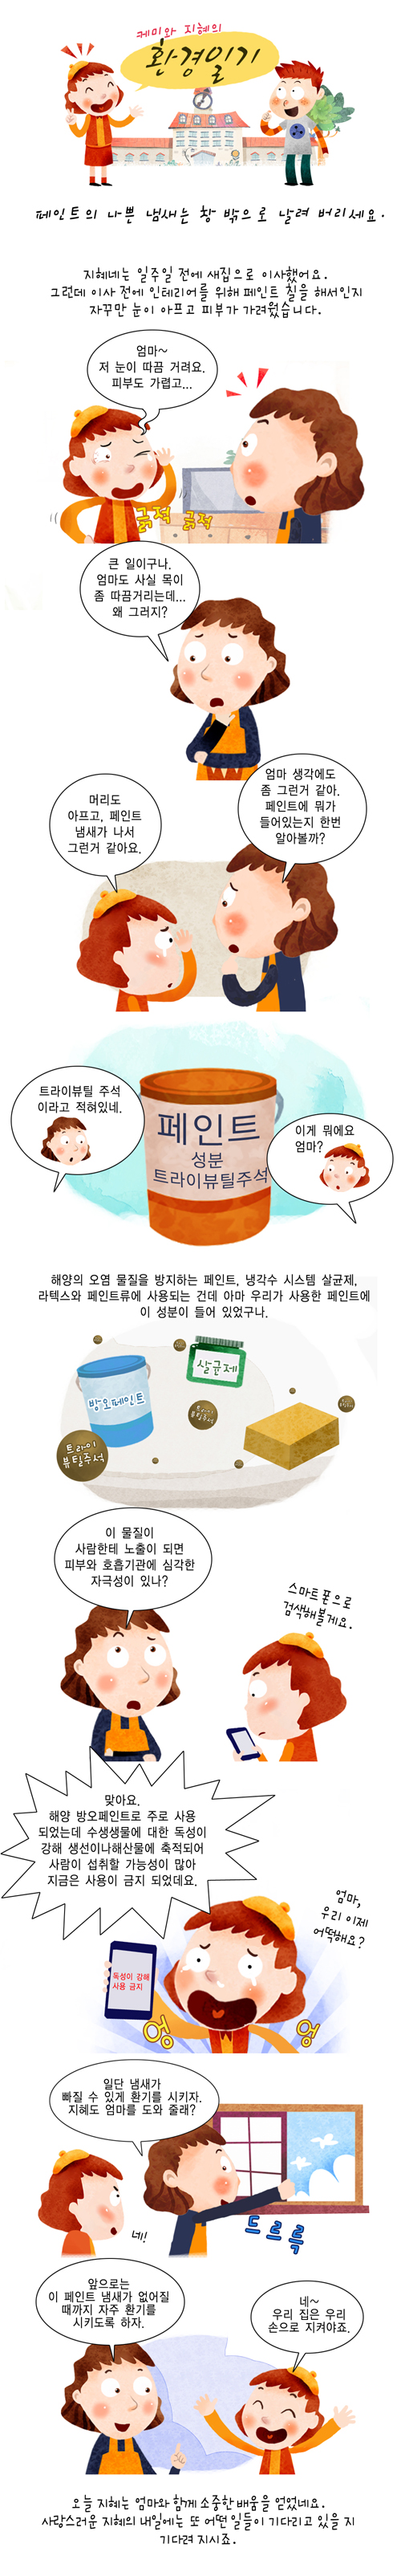 케미와 지혜의
환경일기
페인트의 나쁜 냄새는 창 밖으로 날려 버리세요.
지혜네는 일주일 전에 새집으로 이사했어요.
그런데 이사 전에 인테리어를 위해 페인트 칠을 해서인지
자꾸만 눈이 아프고 피부가 가려웠습니다.
엄마~
저 눈이 따끔 거려요.
피부도 가렵고...
긁적 긁적
큰 일이구나.
엄마도 사실 목이
좀 따끔거리는데...
왜 그러지?
머리도
아프고, 페인트
냄새가 나서
그런거 같아요.
엄마 생각에도
좀 그런거 같아.
페인트에 뭐가
들어있는지 한번
알아볼까?
트라이뷰틸 주석
이라고 적혀있네.
페인트
성분
트라이뷰틸주석
이게 뭐에요
엄마?
해양의 오염 물질을 방지하는 페인트, 냉각수 시스템 살균제,
라텍스와 페인트류에 사용되는 건데 아마 우리가 사용한 페인트에
이 성분이 들어 있었구나.
살균제
방오페인트
트라이
뷰틸주석
트라이
뷰틸주석
이 물질이
사람한테 노출이 되면
피부와 호흡기관에 심각한
자극성이 있나?
스마트 폰으로
검색해볼게요.
맞아요.
해양 방오페인트로 주로 사용
되었는데 수생생물에 대한 독성이
강해 생선이나해산물에 축적되어
사람이 섭취할 가능성이 많아
지금은 사용이 금지 되었데요.
엄마,
우리 이제
어떡해요?
독성이 강해
사용 금지
엉
엉
일단 냄새가
빠질 수 있게 환기를 시키자.
지혜도 엄마를 도와 줄래?
네!
드르륵
앞으로는
이 페인트 냄새가 없어질
때까지 자주 환기를
시키도록 하자.
네~
우리 집은 우리
손으로 지켜야죠.
오늘 지혜는 엄마와 함께 소중한 배움을 얻었네요.
사랑스러운 지혜의 내일에는 또 어떤 일들이 기다리고 있을 지
기다려 지시죠.